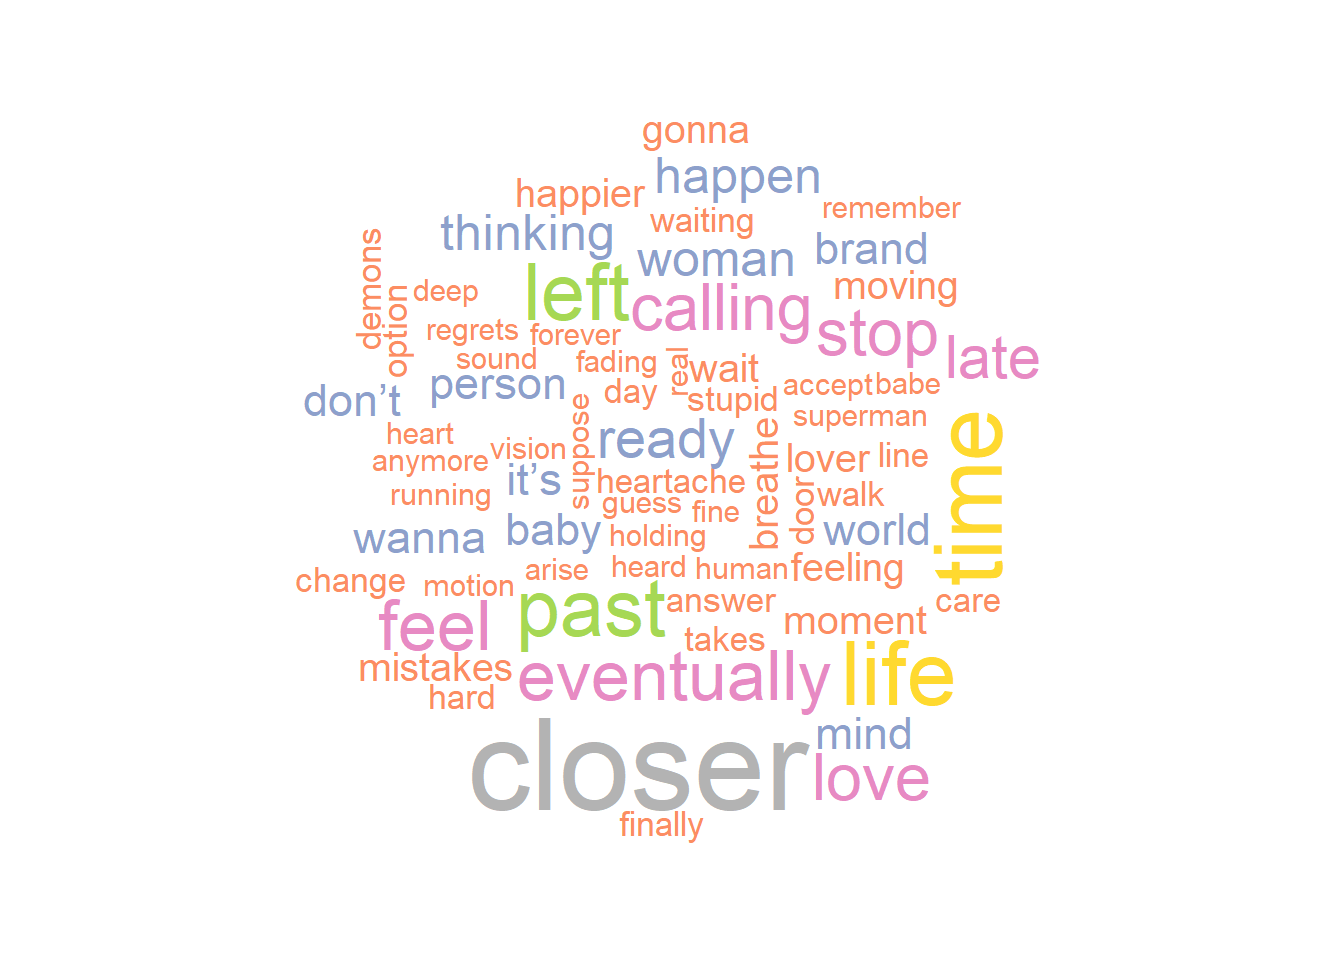 gonna
happen
happier
remember
waiting
thinking
woman
brand
demons
left
calling
moving
option
deep
stop
late
regrets
forever
sound
fading
real
wait
person
day
stupid
accept
babe
don’t
superman
suppose
time
heart
ready
breathe
vision
lover
line
anymore
it’s
heartache
running
guess
fine
door
walk
wanna
baby
holding
world
change
motion
arise
heard
human
feeling
feel
past
answer
care
moment
takes
mistakes
eventually
life
hard
closer
mind
love
finally